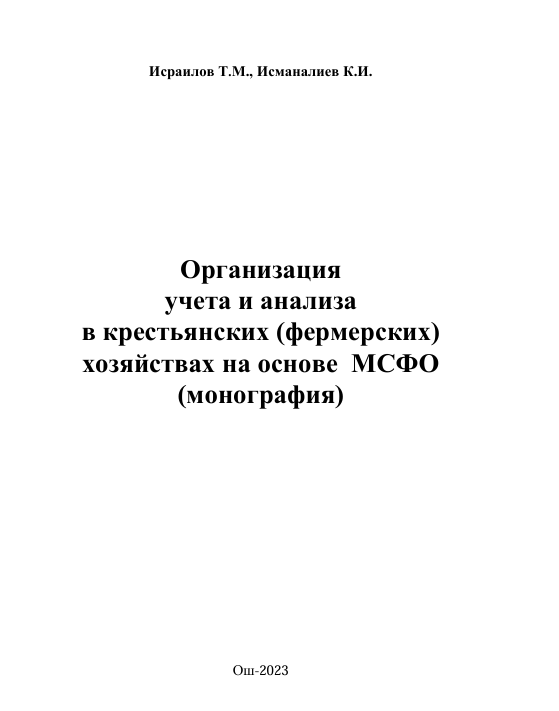 Исраилов Т.М., Исманалиев К.И.
Организация
учета и анализа
в крестьянских (фермерских)
хозяйствах на основе МСФО
(монография)
Ош-2023